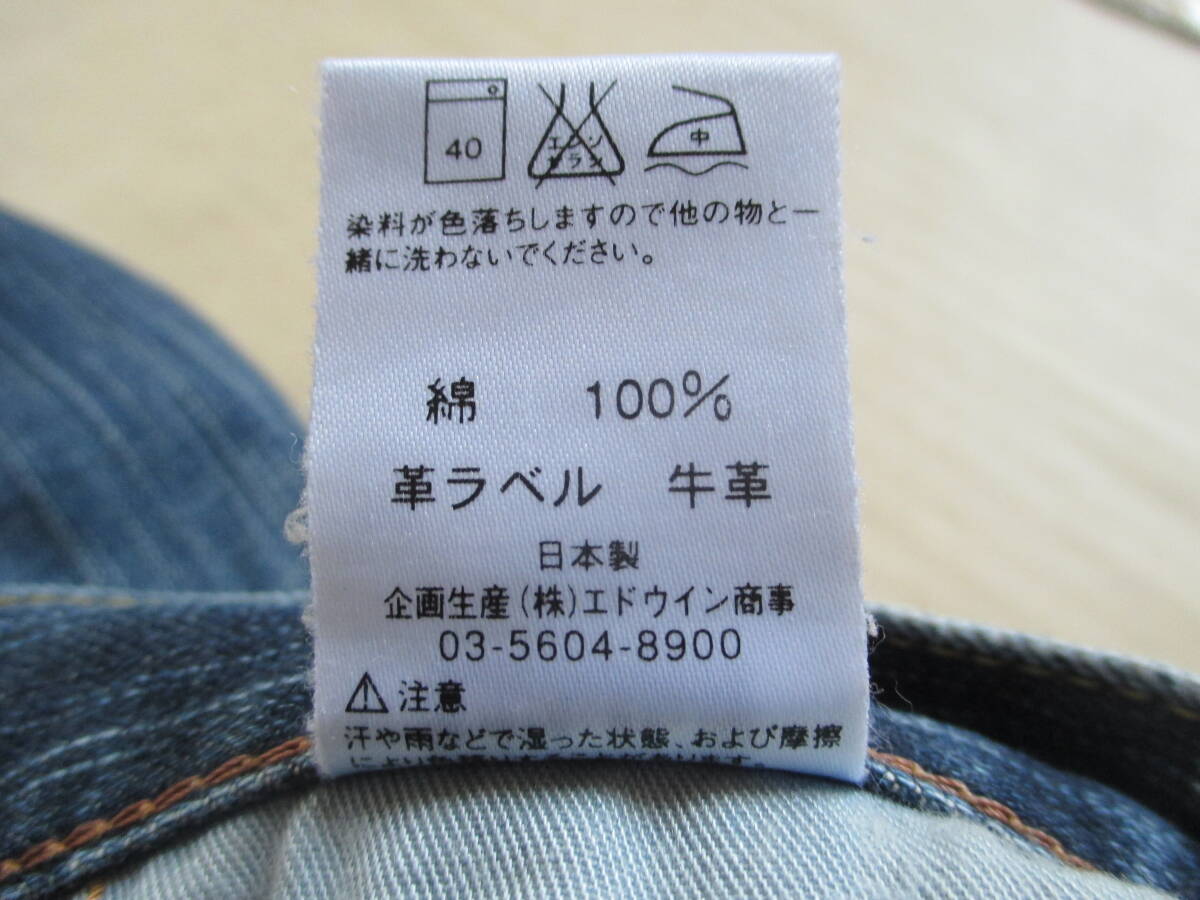 40
エンソ
サラシ
中
染料が色落ちしますので他の物と一
緒に洗わないでください。
綿 100%
革ラベル 牛革
日本製
企画生産(株)エドウイン商事
03-5604-8900
注意
汗や雨などで湿った状態、および摩擦